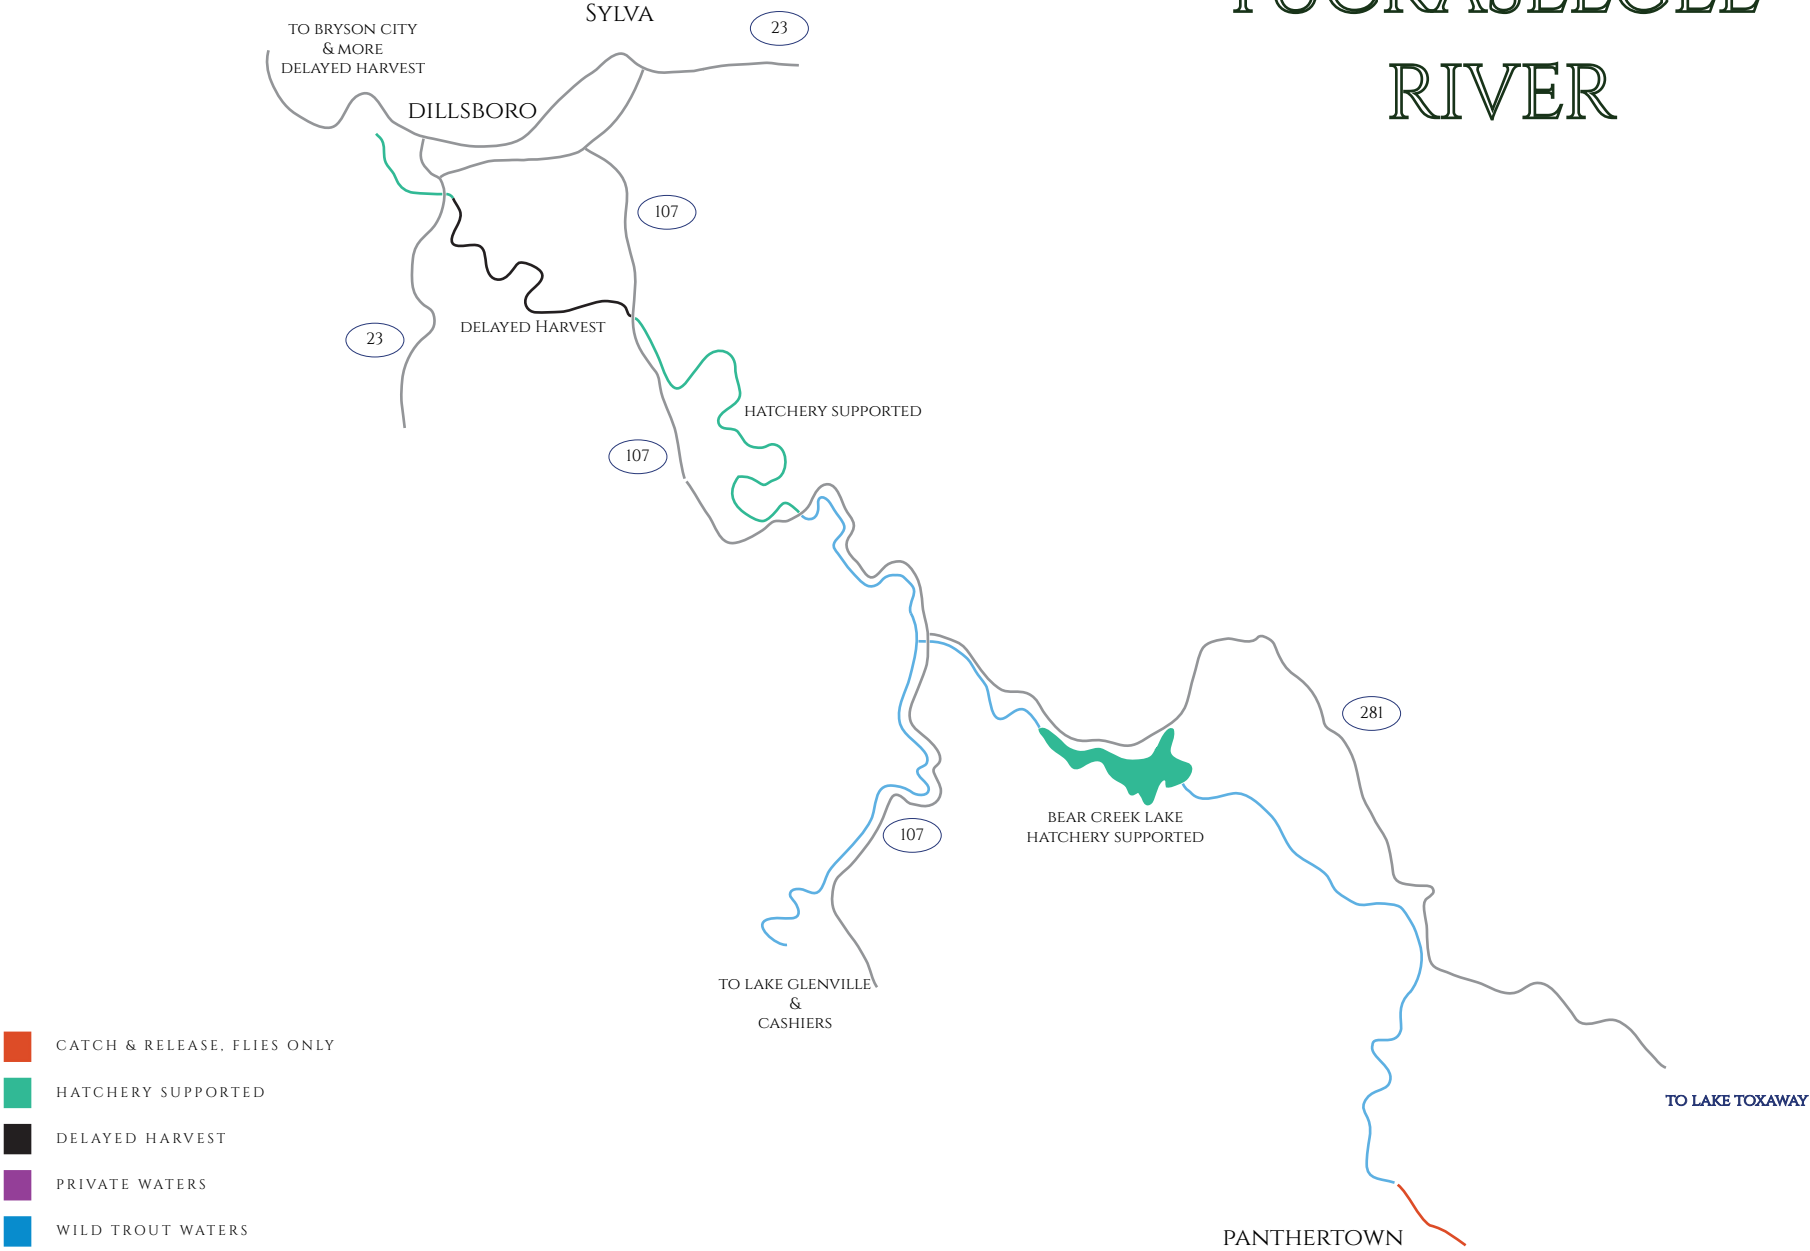 RIVER
SYLVA
23
TO BRYSON CITY
& MORE
DELAYED HARVEST
DILLSBORO
107
23
DELAYED HARVEST
HATCHERY SUPPORTED
107
281
BEAR CREEK LAKE
HATCHERY SUPPORTED
107
TO LAKE GLENVILLE
&
CASHIERS
TO LAKE TOXAWAY
PANTHERTOWN
CATCH & RELEASE, FLIES ONLY
HATCHERY SUPPORTED
DELAYED HARVEST
PRIVATE WATERS
WILD TROUT WATERS